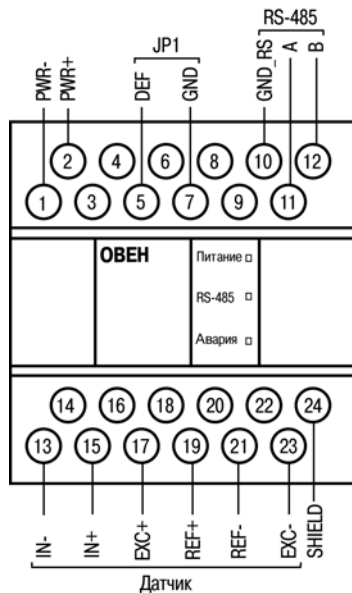 RS-485
JP1
PWR-
PWR+
DEF
GND
GND_RS
A
B
2 4 6 8 10 12
1 3 5 7 9 11
ОВЕН
Питание
RS-485
Авария
14 16 18 20 22 24
13 15 17 19 21 23
IN-
IN+
EXC+
REF+
REF-
EXC-
SHIELD
Датчик